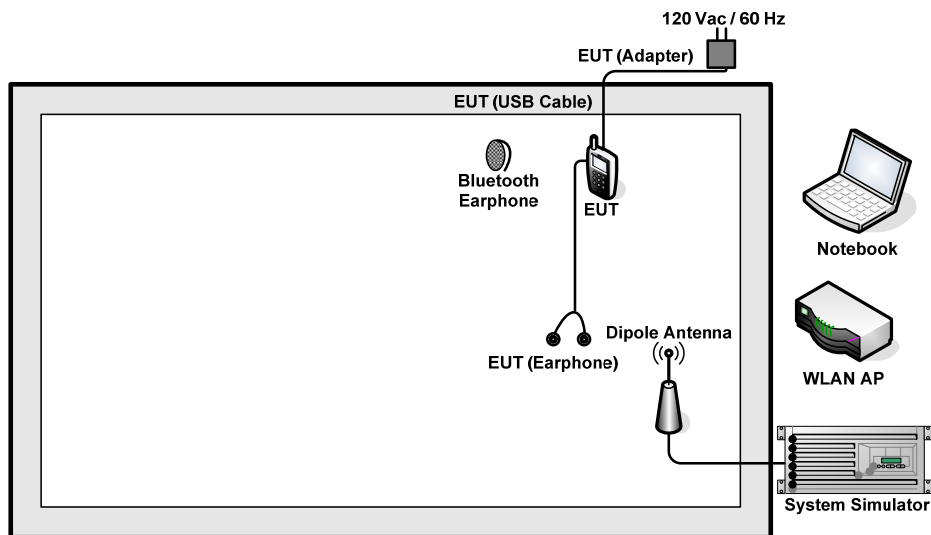 120 Vac / 60 Hz
EUT (Adapter)
EUT (USB Cable)
Bluetooth
Earphone
EUT
Notebook
Dipole Antenna
EUT (Earphone)
WLAN AP
System Simulator